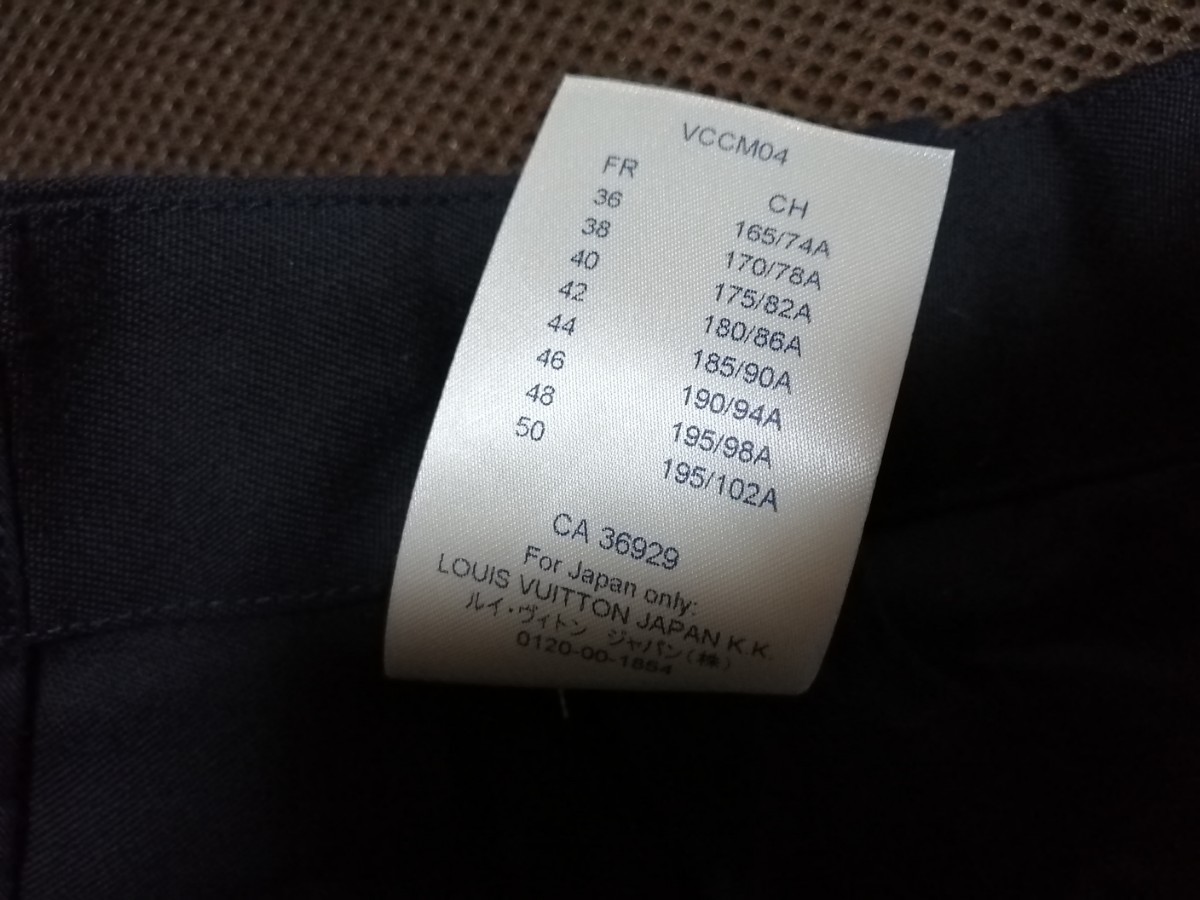 VCCM04
FR CH
36 165/74A
38 170/78A
40 175/82A
42 180/86A
44 185/90A
46 190/94A
48 195/98A
50 195/102A
CA 36929
For Japan only:
LOUIS VUITTON JAPAN K.K.
ルイ・ヴィトン ジャパン(株)
0120-00-1854